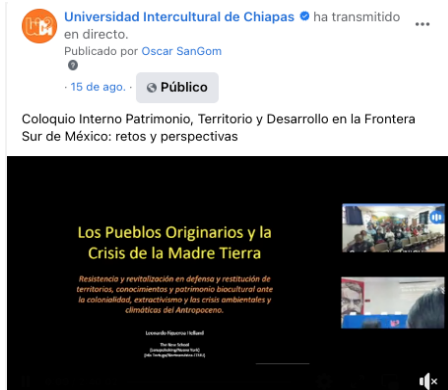 Universidad Intercultural de Chiapas ha transmitido
en directo.
Publicado por Oscar SanGom
· 15 de ago. · Público
Coloquio Interno Patrimonio, Territorio y Desarrollo en la Frontera
Sur de México: retos y perspectivas
Los Pueblos Originarios y la
Crisis de la Madre Tierra
Resistencia y revitalización en defensa y restitución de
territorios, conocimientos y patrimonio biocultural ante
la colonialidad, extractivismo y las crisis ambientales y
climáticas del Antropoceno.
Leonardo Figueroa Helland
The New School